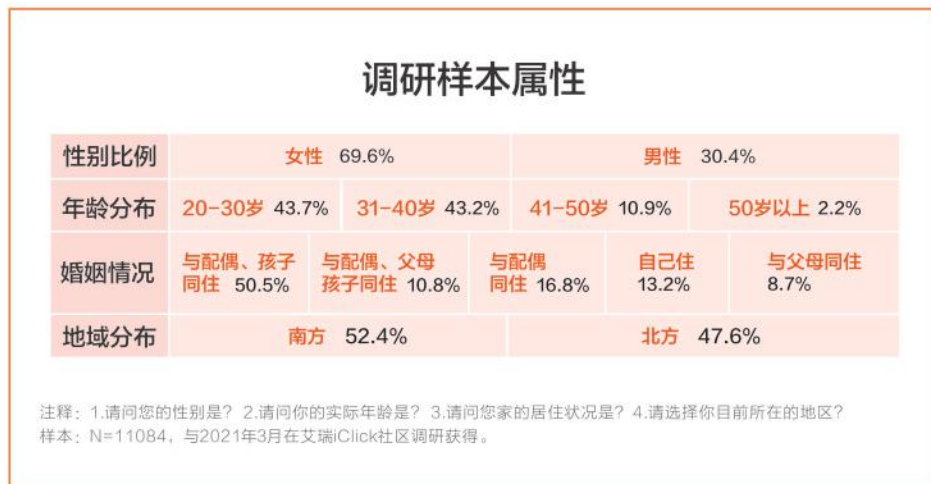 调研样本属性
性别比例 女性 69.6% 男性 30.4%
年龄分布 20-30岁 43.7% 31-40岁 43.2% 41-50岁 10.9% 50岁以上 2.2%
婚姻情况
与配偶、孩子
同住 50.5%
与配偶、父母
孩子同住 10.8%
与配偶
同住 16.8%
自己住
13.2%
与父母同住
8.7%
地域分布 南方 52.4% 北方 47.6%
注释：1.请问您的性别是？ 2.请问你的实际年龄是？ 3.请问您家的居住状况是？ 4.请选择你目前所在的地区？
样本：N=11084，与2021年3月在艾瑞iClick社区调研获得。